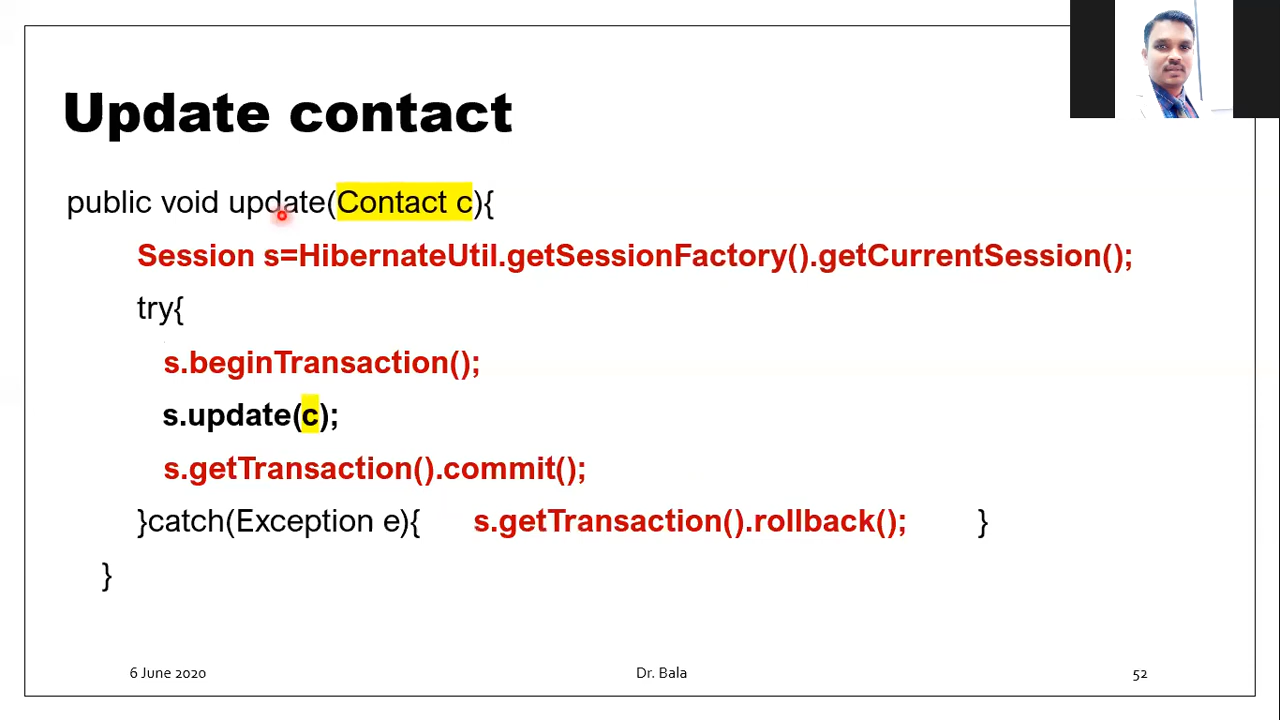 Update contact
public void update(Contact c){
Session s=HibernateUtil.getSessionFactory().getCurrentSession();
try{
s.beginTransaction();
s.update(c);
s.getTransaction().commit();
}catch(Exception e){ s.getTransaction().rollback(); }
}
6 June 2020 Dr. Bala 52